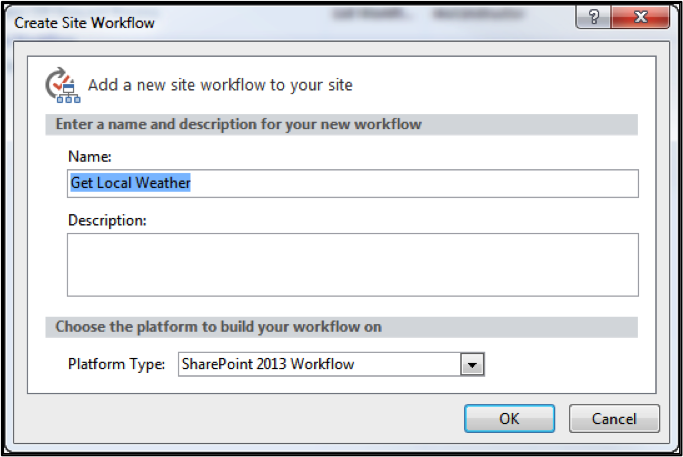 Create Site Workflow
?
Add a new site workflow to your site
Enter a name and description for your new workflow
Name:
Get Local Weather
Description:
Choose the platform to build your workflow on
Platform Type: SharePoint 2013 Workflow
OK Cancel